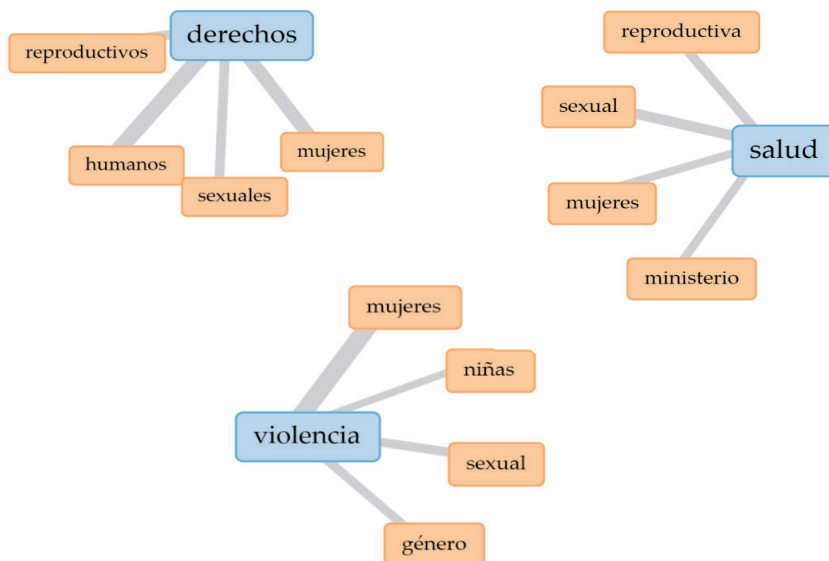 derechos
reproductivos
humanos
mujeres
sexuales
reproductiva
sexual
salud
mujeres
ministerio
mujeres
niñas
violencia
sexual
género